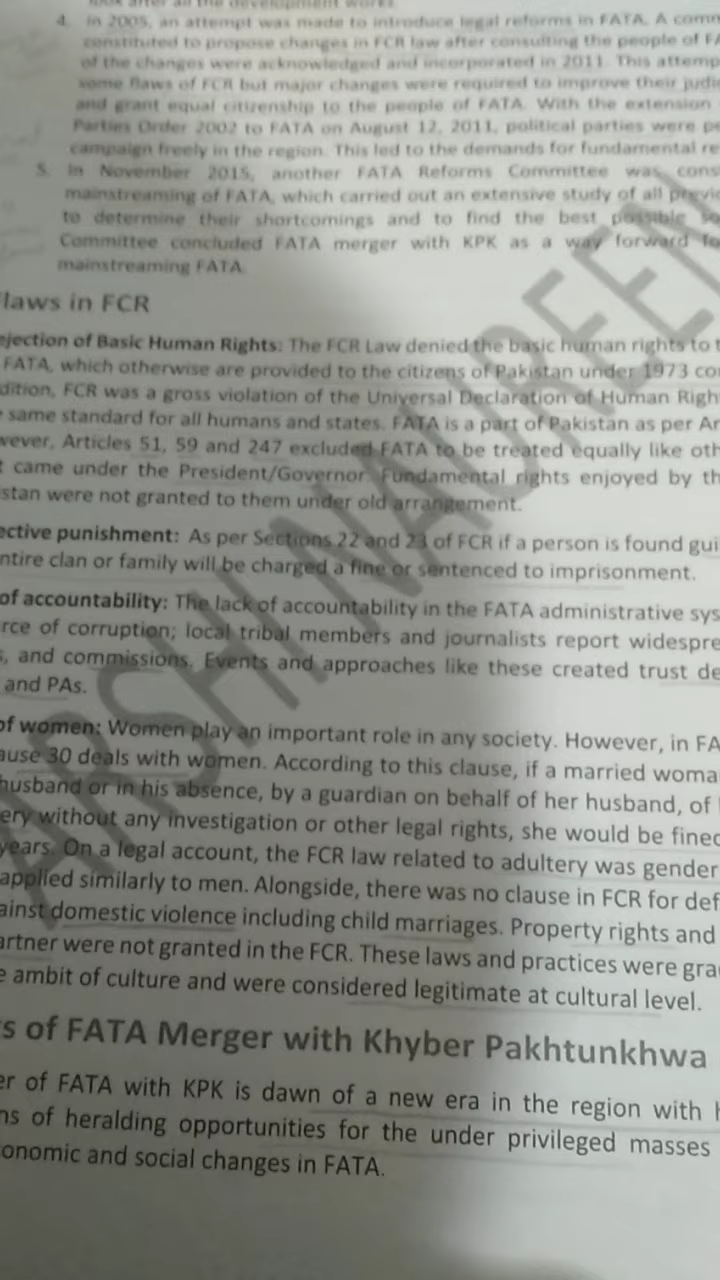 look after all the development works
4. In 2005, an attempt was made to introduce legal reforms in FATA. A comm
constituted to propose changes in FCR law after consulting the people of FA
of the changes were acknowledged and incorporated in 2011. This attemp
some flaws of FCR but major changes were required to improve their judi
and grant equal citizenship to the people of FATA. With the extension
Parties Order 2002 to FATA on August 12, 2011, political parties were pe
campaign freely in the region. This led to the demands for fundamental re
5. In November 2015, another FATA Reforms Committee was cons
mainstreaming of FATA, which carried out an extensive study of all previo
to determine their shortcomings and to find the best possible so
Committee concluded FATA merger with KPK as a way forward fo
mainstreaming FATA.
laws in FCR
ejection of Basic Human Rights: The FCR Law denied the basic human rights to t
FATA, which otherwise are provided to the citizens of Pakistan under 1973 co
dition, FCR was a gross violation of the Universal Declaration of Human Righ
same standard for all humans and states. FATA is a part of Pakistan as per Ar
wever, Articles 51, 59 and 247 excluded FATA to be treated equally like oth
t came under the President/Governor. Fundamental rights enjoyed by th
istan were not granted to them under old arrangement.
ective punishment: As per Sections 22 and 23 of FCR if a person is found gui
ntire clan or family will be charged a fine or sentenced to imprisonment.
of accountability: The lack of accountability in the FATA administrative sys
rce of corruption; local tribal members and journalists report widespre
s, and commissions. Events and approaches like these created trust de
and PAs.
of women: Women play an important role in any society. However, in FA
ause 30 deals with women. According to this clause, if a married woma
husband or in his absence, by a guardian on behalf of her husband, of
ery without any investigation or other legal rights, she would be fined
years. On a legal account, the FCR law related to adultery was gender
applied similarly to men. Alongside, there was no clause in FCR for def
ainst domestic violence including child marriages. Property rights and
artner were not granted in the FCR. These laws and practices were gra
e ambit of culture and were considered legitimate at cultural level.
s of FATA Merger with Khyber Pakhtunkhwa
er of FATA with KPK is dawn of a new era in the region with h
ns of heralding opportunities for the under privileged masses
onomic and social changes in FATA.
ARSHI NAUREEN